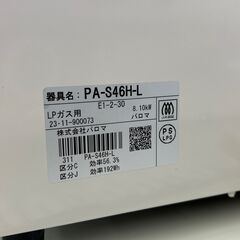 器具名：PA-S46H-L
E1-2-30
LPガス用 8.10kW
23-11-900073 パロマ
株式会社パロマ
311 PA-S46H-L
区分C 効率56.3%
区分J 効率192Wh
PS
LPG